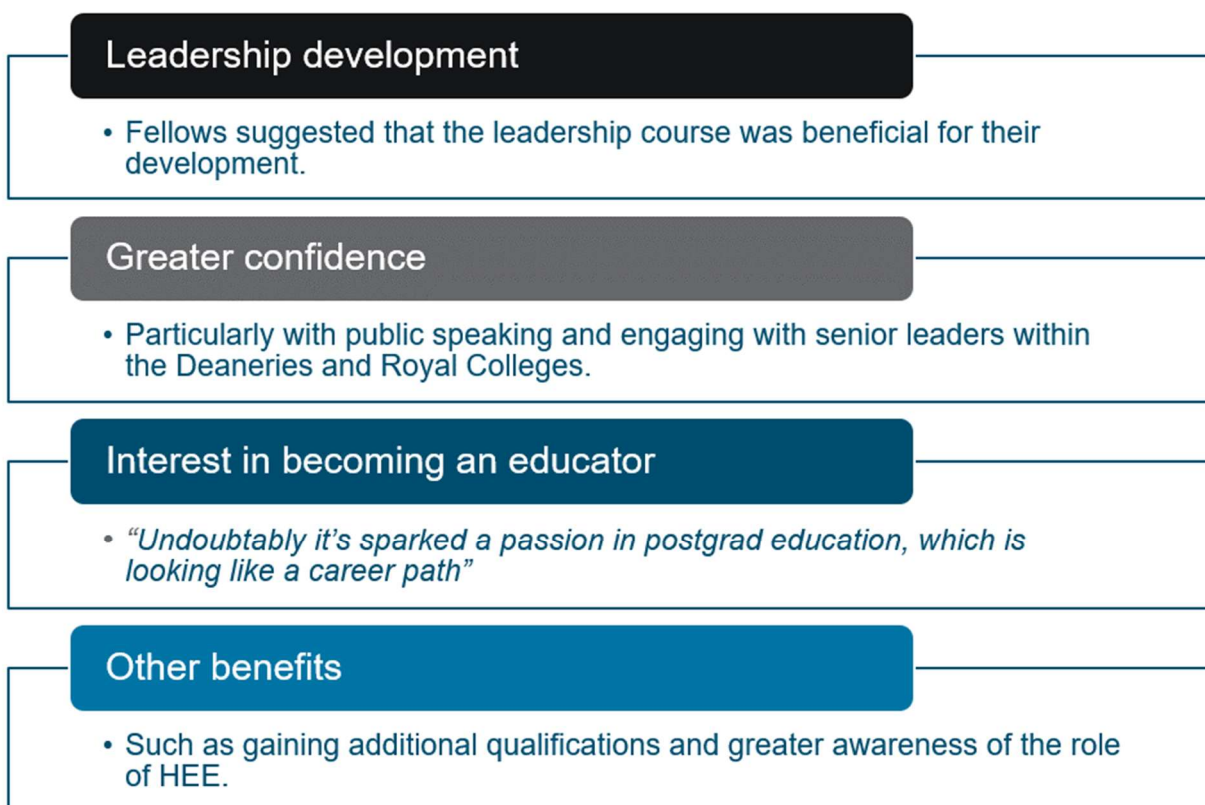 Leadership development
• Fellows suggested that the leadership course was beneficial for their
development.
Greater confidence
• Particularly with public speaking and engaging with senior leaders within
the Deaneries and Royal Colleges.
Interest in becoming an educator
• “Undoubtably it’s sparked a passion in postgrad education, which is
looking like a career path”
Other benefits
• Such as gaining additional qualifications and greater awareness of the role
of HEE.